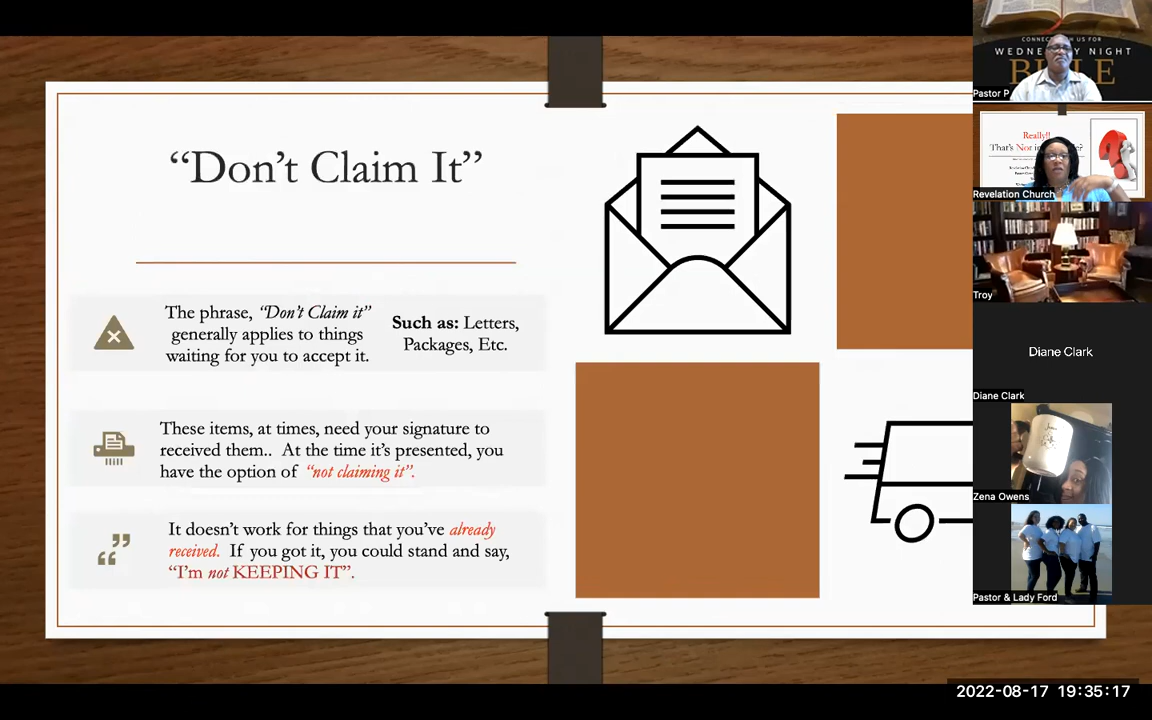 “Don’t Claim It”
The phrase, “Don’t Claim it”
generally applies to things
waiting for you to accept it.
Such as: Letters,
Packages, Etc.
These items, at times, need your signature to
received them.. At the time it’s presented, you
have the option of “not claiming it”.
It doesn’t work for things that you’ve already
received. If you got it, you could stand and say,
“I’m not KEEPING IT”.
WEDNE Y NIGHT
Pastor P
Really!!
That’s Not i
Revelation Church
Troy
Diane Clark
Diane Clark
Zena Owens
Pastor & Lady Ford
2022-08-17 19:35:17